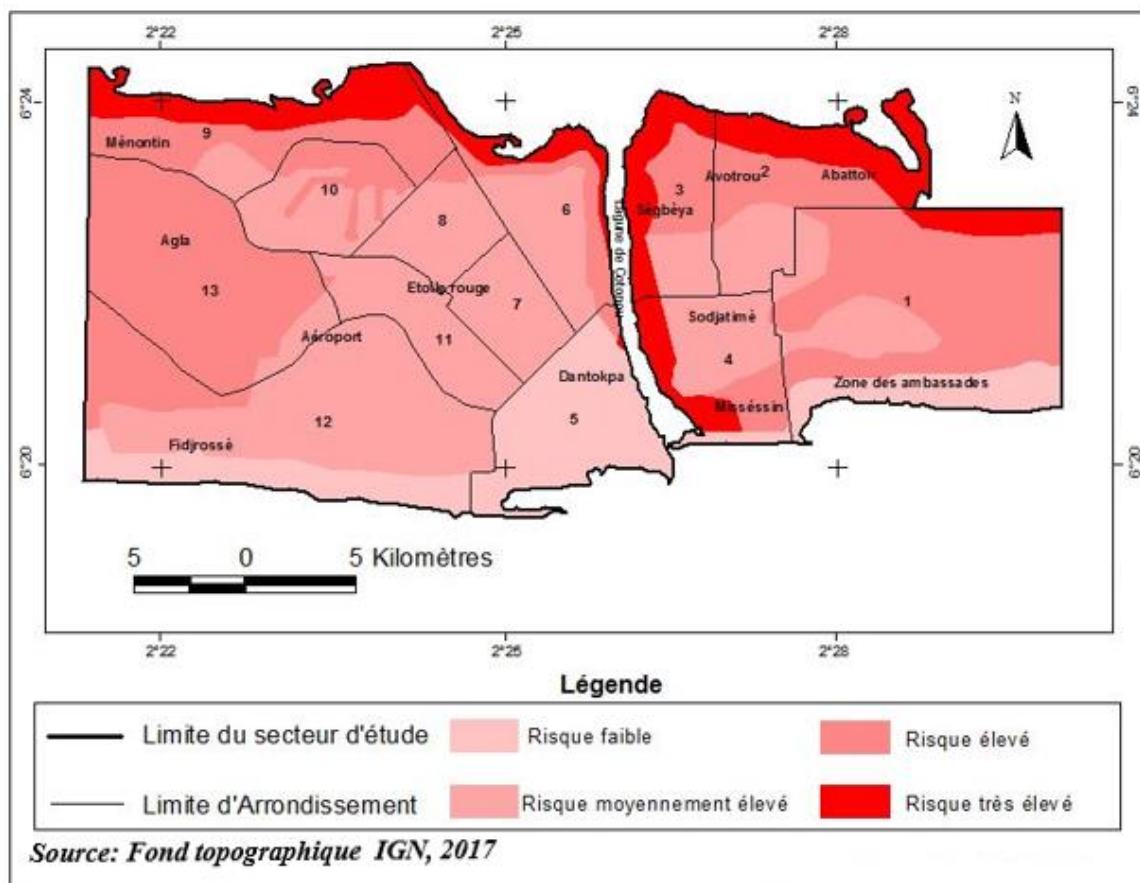 2°22 2°25 2°28
6°24 6°24
N
9
Mènontin
10
Avotrou 2 Abattoir
3
Sègbèya
6
8
Lagune de Cotonou
Agla
13
Etoile rouge
7
1
Aéroport
11
Sodjatimè
4
Dantokpa
Zone des ambassades
Missèssin
12
5
Fidjrossè
6°20 6°20
5 0 5 Kilomètres
2°22 2°25 2°28
Légende
Limite du secteur d'étude Risque faible Risque élevé
Limite d'Arrondissement Risque moyennement élevé Risque très élevé
Source: Fond topographique IGN, 2017